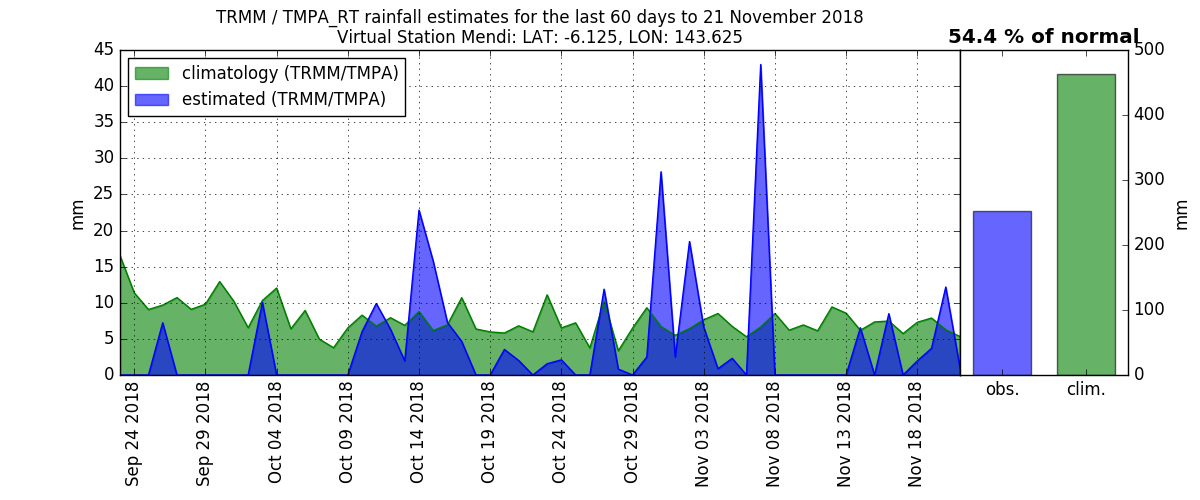 TRMM / TMPA_RT rainfall estimates for the last 60 days to 21 November 2018
Virtual Station Mendi: LAT: -6.125, LON: 143.625
54.4 % of normal
climatology (TRMM/TMPA)
estimated (TRMM/TMPA)
mm
45
40
35
30
25
20
15
10
5
0
Sep 24 2018
Sep 29 2018
Oct 04 2018
Oct 09 2018
Oct 14 2018
Oct 19 2018
Oct 24 2018
Oct 29 2018
Nov 03 2018
Nov 08 2018
Nov 13 2018
Nov 18 2018
500
400
300
200
100
0
mm
obs.
clim.